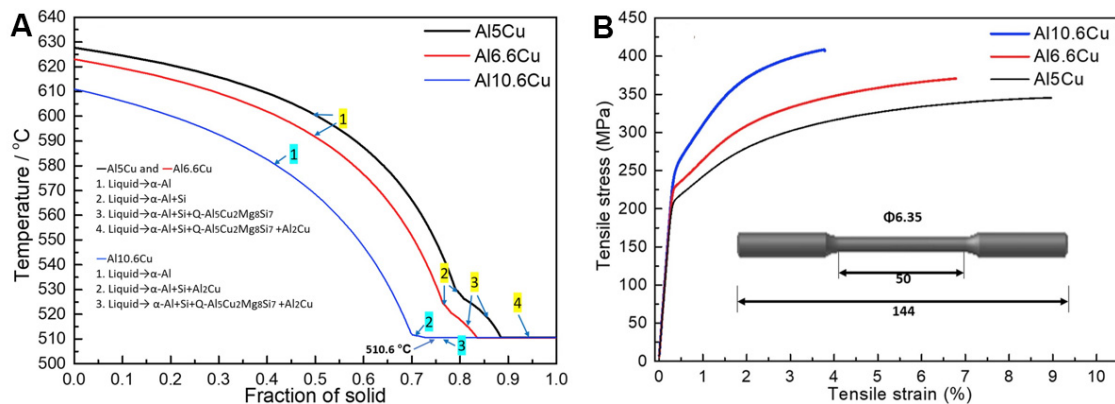 A
Al5Cu
Al6.6Cu
Al10.6Cu
640
630
620
610
600
590
580
570
560
550
540
530
520
510
500
Temperature / °C
1
1
Al5Cu and Al6.6Cu
1. Liquid→α-Al
2. Liquid→α-Al+Si
3. Liquid→α-Al+Si+Q-Al5Cu2Mg8Si7
4. Liquid→α-Al+Si+Q-Al5Cu2Mg8Si7 +Al2Cu
Al10.6Cu
1. Liquid→α-Al
2. Liquid→α-Al+Si+Al2Cu
3. Liquid→ α-Al+Si+Q-Al5Cu2Mg8Si7 +Al2Cu
2
3
4
2
3
510.6 °C
0.0 0.1 0.2 0.3 0.4 0.5 0.6 0.7 0.8 0.9 1.0
Fraction of solid
B
Al10.6Cu
Al6.6Cu
Al5Cu
450
400
350
300
250
200
150
100
50
0
Tensile stress (MPa)
Φ6.35
50
144
0 1 2 3 4 5 6 7 8 9 10
Tensile strain (%)